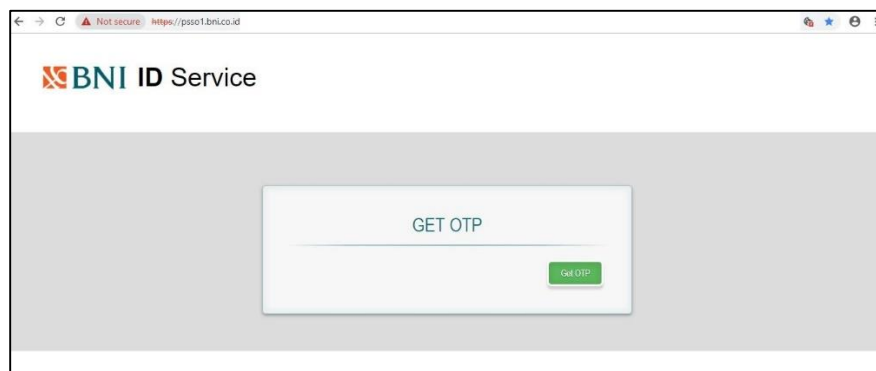 Not secure https://psso1.bni.co.id
BNI ID Service
GET OTP
Get OTP